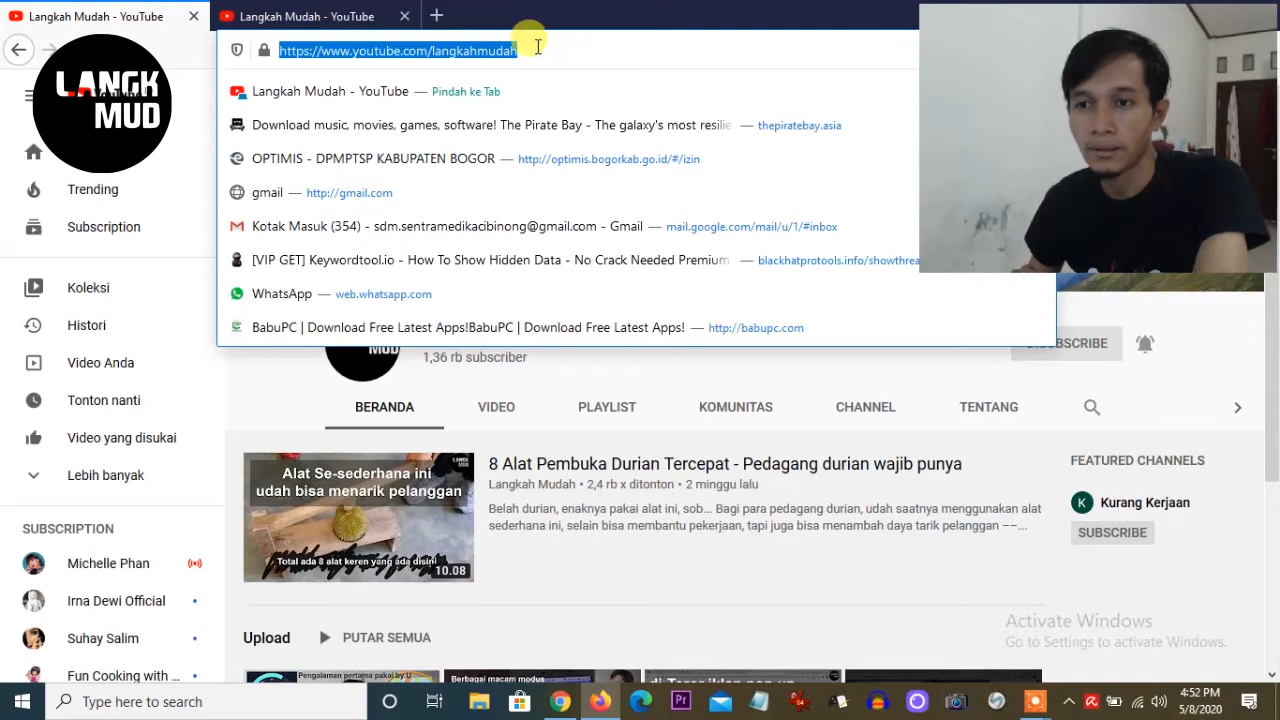 Langkah Mudah - YouTube
Langkah Mudah - YouTube
https://www.youtube.com/langkahmudah
LANGK
MUD
Langkah Mudah - YouTube — Pindah ke Tab
Download music, movies, games, software! The Pirate Bay - The galaxy's most resilie — thepiratebay.asia
OPTIMIS - DPMPTSP KABUPATEN BOGOR — http://optimis.bogorkab.go.id/#/izin
gmail — http://gmail.com
Kotak Masuk (354) - sdm.sentramedikacibinong@gmail.com - Gmail — mail.google.com/mail/u/1/#inbox
[VIP GET] Keywordtool.io - How To Show Hidden Data - No Crack Needed Premium — blackhatprotools.info/showthrea
WhatsApp — web.whatsapp.com
BabuPC | Download Free Latest Apps!BabuPC | Download Free Latest Apps! — http://babupc.com
Trending
Subscription
Koleksi
Histori
Video Anda
Tonton nanti
Video yang disukai
Lebih banyak
SUBSCRIPTION
Michelle Phan
Irna Dewi Official
Suhay Salim
Fun Cooking with ...
1,36 rb subscriber
BERANDA VIDEO PLAYLIST KOMUNITAS CHANNEL TENTANG
Alat Se-sederhana ini
udah bisa menarik pelanggan
Total ada 8 alat keren yang ada disini
10.08
8 Alat Pembuka Durian Tercepat - Pedagang durian wajib punya
Langkah Mudah • 2,4 rb x ditonton • 2 minggu lalu
Belah durian, enaknya pakai alat ini, sob... Bagi para pedagang durian, udah saatnya menggunakan alat
sederhana ini, selain bisa membantu pekerjaan, tapi juga bisa menambah daya tarik pelanggan ––...
FEATURED CHANNELS
K
Kurang Kerjaan
SUBSCRIBE
Upload
PUTAR SEMUA
Pengalaman pertama pakai by.U
Berbagai macam modul
Activate Windows
Go to Settings to activate Windows.
Type here to search
Pr
4:52 PM
5/8/2020